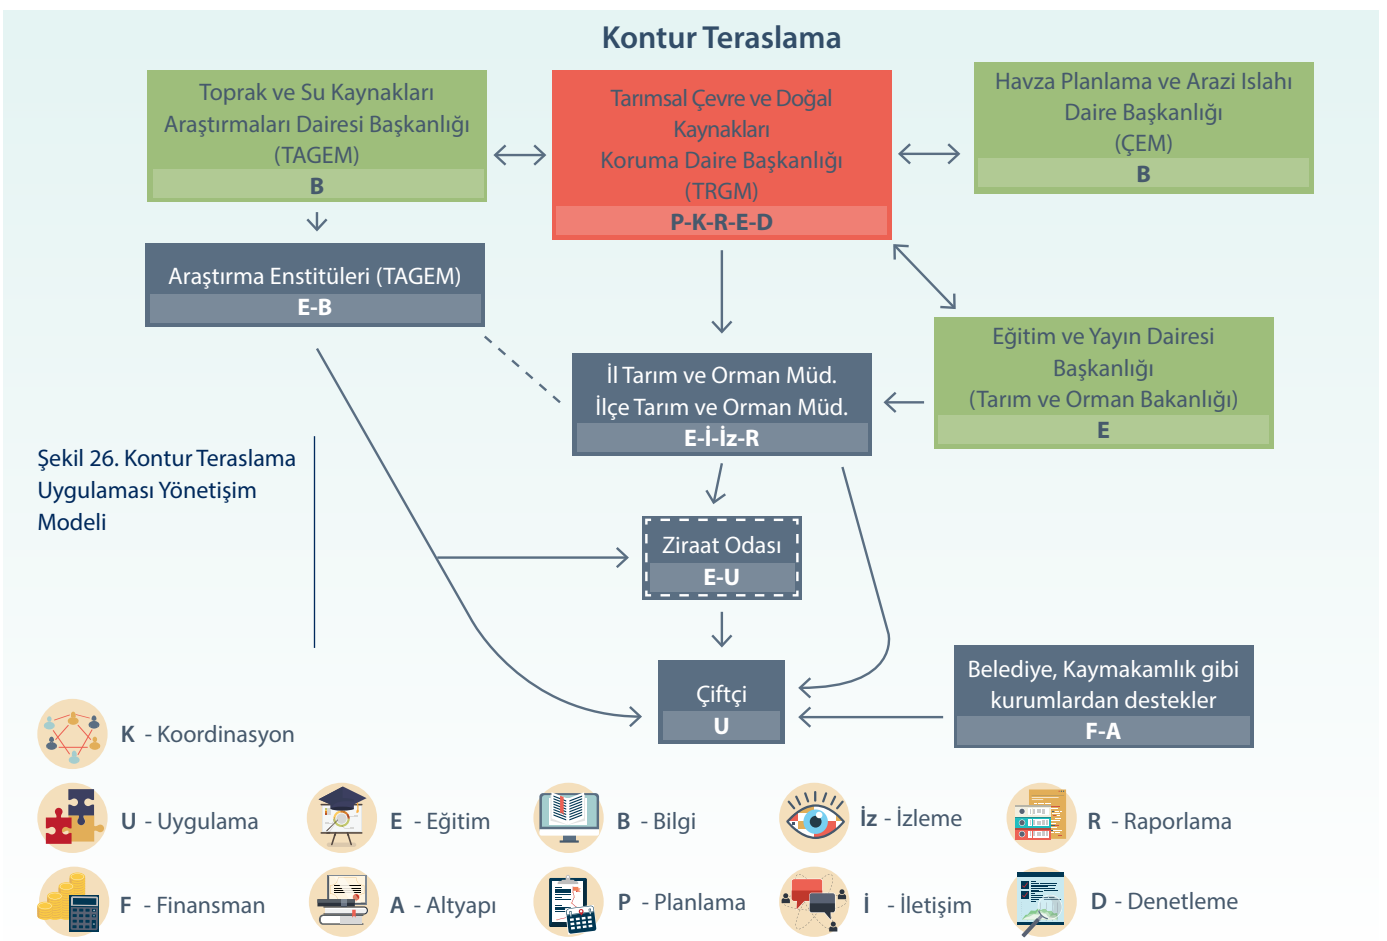 Kontur Teraslama
Toprak ve Su Kaynakları
Araştırmaları Dairesi Başkanlığı
(TAGEM)
B
Tarımsal Çevre ve Doğal
Kaynakları
Koruma Daire Başkanlığı
(TRGM)
P-K-R-E-D
Havza Planlama ve Arazi Islahı
Daire Başkanlığı
(ÇEM)
B
Araştırma Enstitüleri (TAGEM)
E-B
İl Tarım ve Orman Müd.
İlçe Tarım ve Orman Müd.
E-İ-İz-R
Eğitim ve Yayın Dairesi
Başkanlığı
(Tarım ve Orman Bakanlığı)
E
Şekil 26. Kontur Teraslama
Uygulaması Yönetişim
Modeli
Ziraat Odası
E-U
Çiftçi
U
Belediye, Kaymakamlık gibi
kurumlardan destekler
F-A
K - Koordinasyon
U - Uygulama
E - Eğitim
B - Bilgi
İz - İzleme
R - Raporlama
F - Finansman
A - Altyapı
P - Planlama
İ - İletişim
D - Denetleme